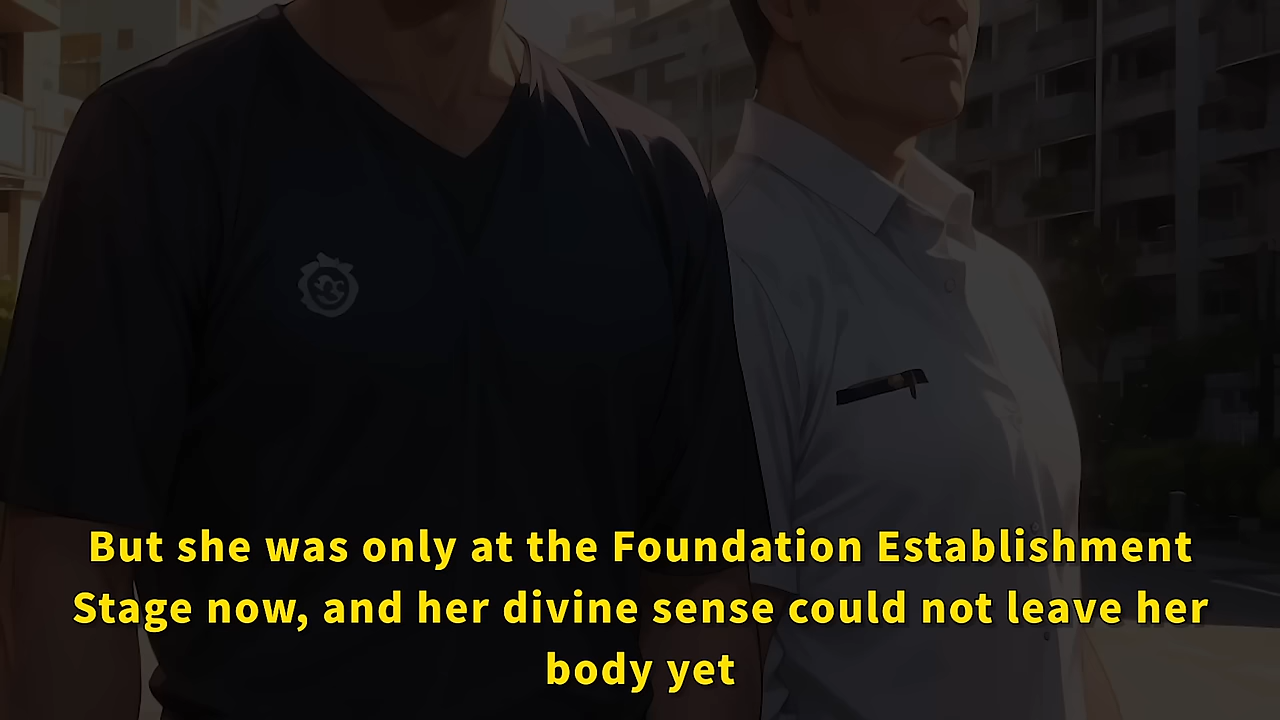 But she was only at the Foundation Establishment
Stage now, and her divine sense could not leave her
body yet